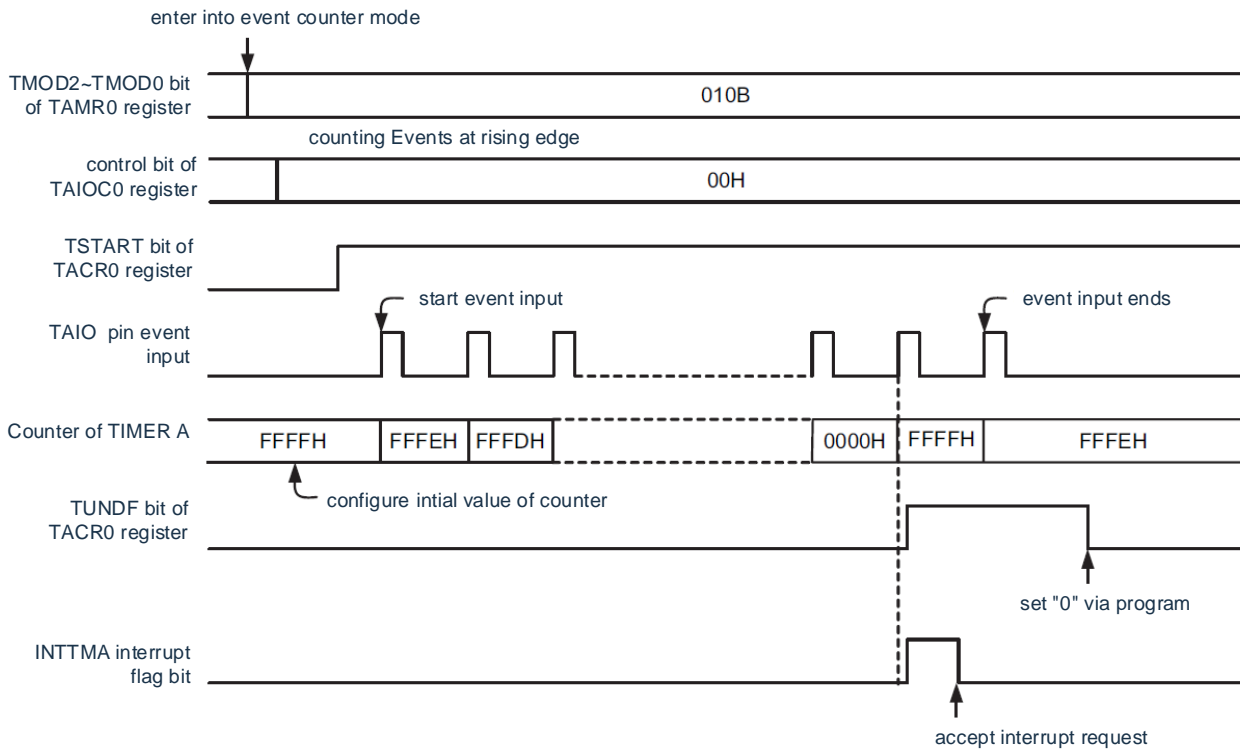 enter into event counter mode
TMOD2~TMOD0 bit
of TAMR0 register
010B
counting Events at rising edge
control bit of
TAIOC0 register
00H
TSTART bit of
TACR0 register
start event input
event input ends
TAIO pin event
input
Counter of TIMER A
FFFFH
FFFEH
FFFDH
0000H
FFFFH
FFFEH
configure intial value of counter
TUNDF bit of
TACR0 register
set "0" via program
INTTMA interrupt
flag bit
accept interrupt request